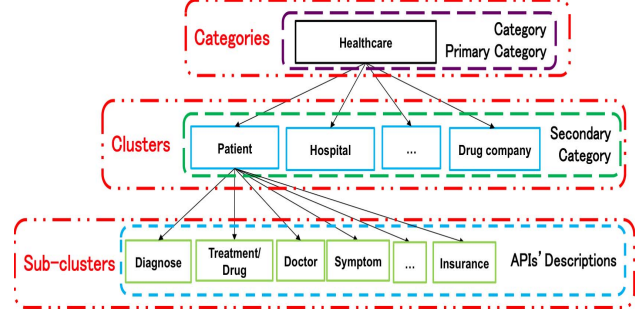 Categories
Healthcare
Category
Primary Category
Clusters
Patient
Hospital
...
Drug company
Secondary
Category
Sub-clusters
Diagnose
Treatment/
Drug
Doctor
Symptom
...
Insurance
APIs' Descriptions